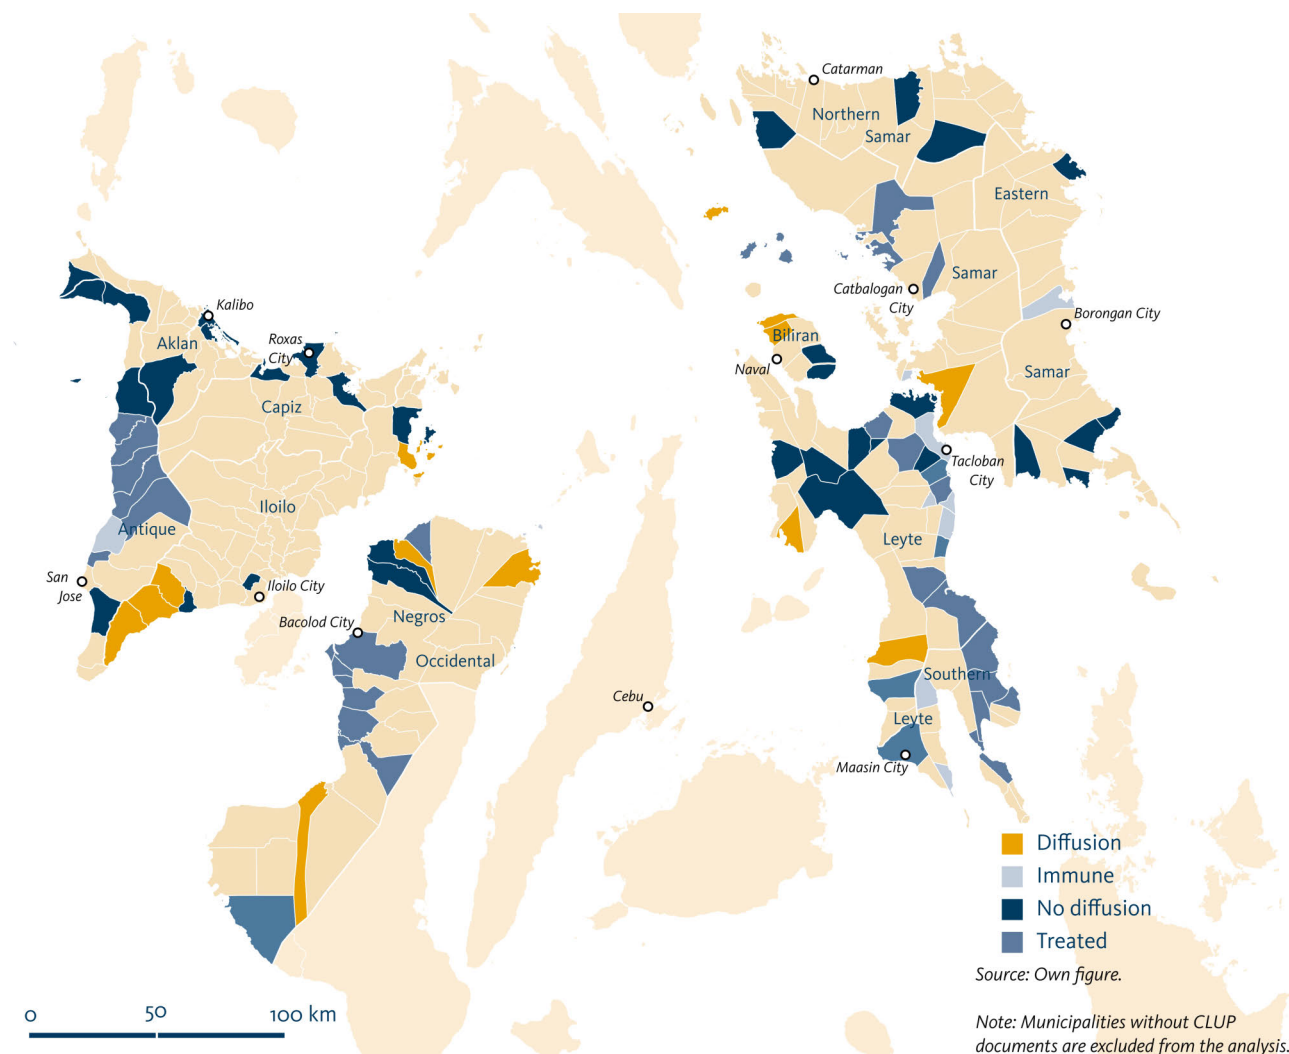 Catarman
Northern
Samar
Eastern
Samar
Catbalogan
City
Borongan City
Kalibo
Roxas
City
Aklan
Biliran
Naval
Samar
Capiz
Tacloban
City
Iloilo
Antique
Leyte
San
Jose
Iloilo City
Bacolod City
Negros
Occidental
Southern
Cebu
Leyte
Maasin City
Diffusion
Immune
No diffusion
Treated
Source: Own figure.
0 50 100 km
Note: Municipalities without CLUP
documents are excluded from the analysis.